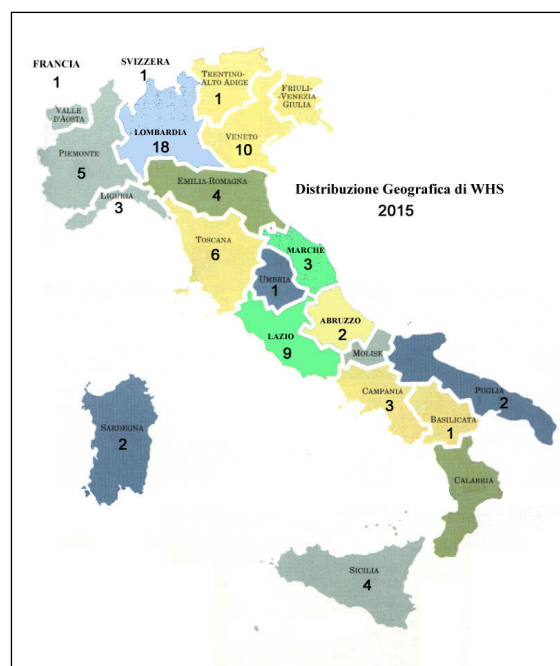 FRANCIA
1
SVIZZERA
1
TRENTINO-
ALTO ADIGE
1
FRIULI-
VENEZIA
GIULIA
VALLE
D'AOSTA
LOMBARDIA
18
VENETO
10
PIEMONTE
5
EMILIA-ROMAGNA
4
LIGURIA
3
Distribuzione Geografica di WHS
2015
TOSCANA
6
MARCHE
3
UMBRIA
1
LAZIO
9
ABRUZZO
2
MOLISE
CAMPANIA
3
PUGLIA
2
BASILICATA
1
SARDEGNA
2
CALABRIA
SICILIA
4